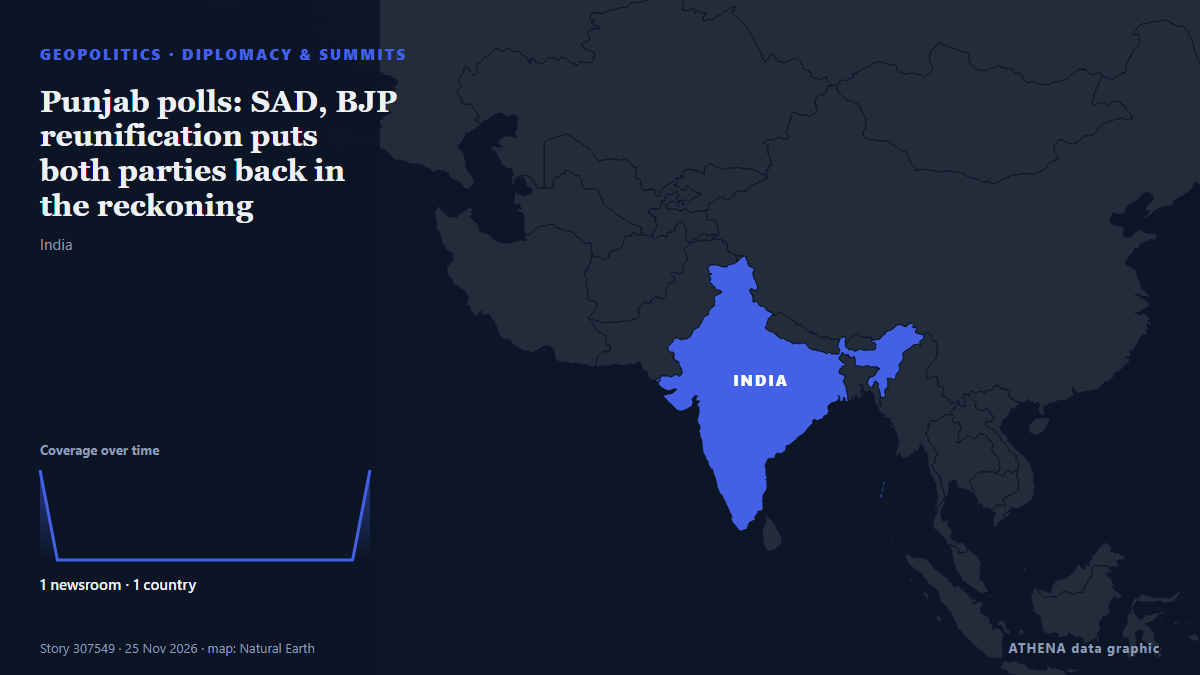 GEOPOLITICS · DIPLOMACY & SUMMITS
Punjab polls: SAD, BJP
reunification puts
both parties back in
the reckoning
India
INDIA
Coverage over time
1 newsroom · 1 country
Story 307549 · 25 Nov 2026 · map: Natural Earth
ATHENA data graphic